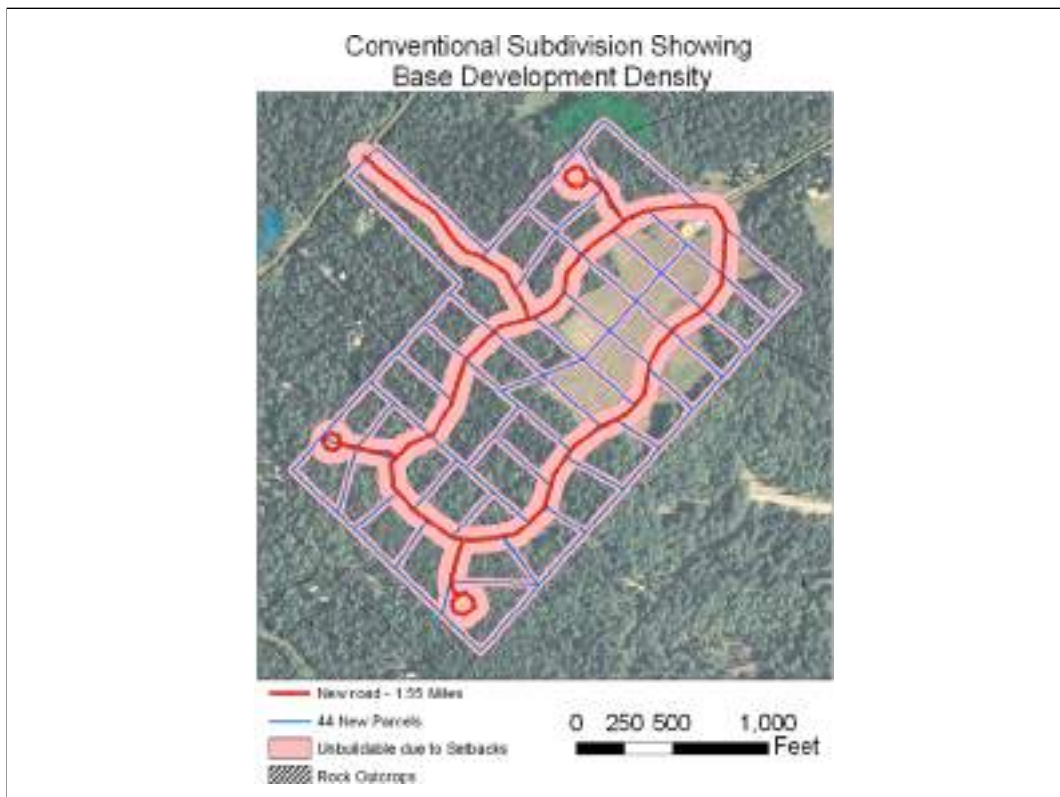 Conventional Subdivision Showing
Base Development Density
New road - 1.55 Miles
44 New Parcels
Unbuildable due to Setbacks
Rock Outcrops
0 250 500 1,000
Feet